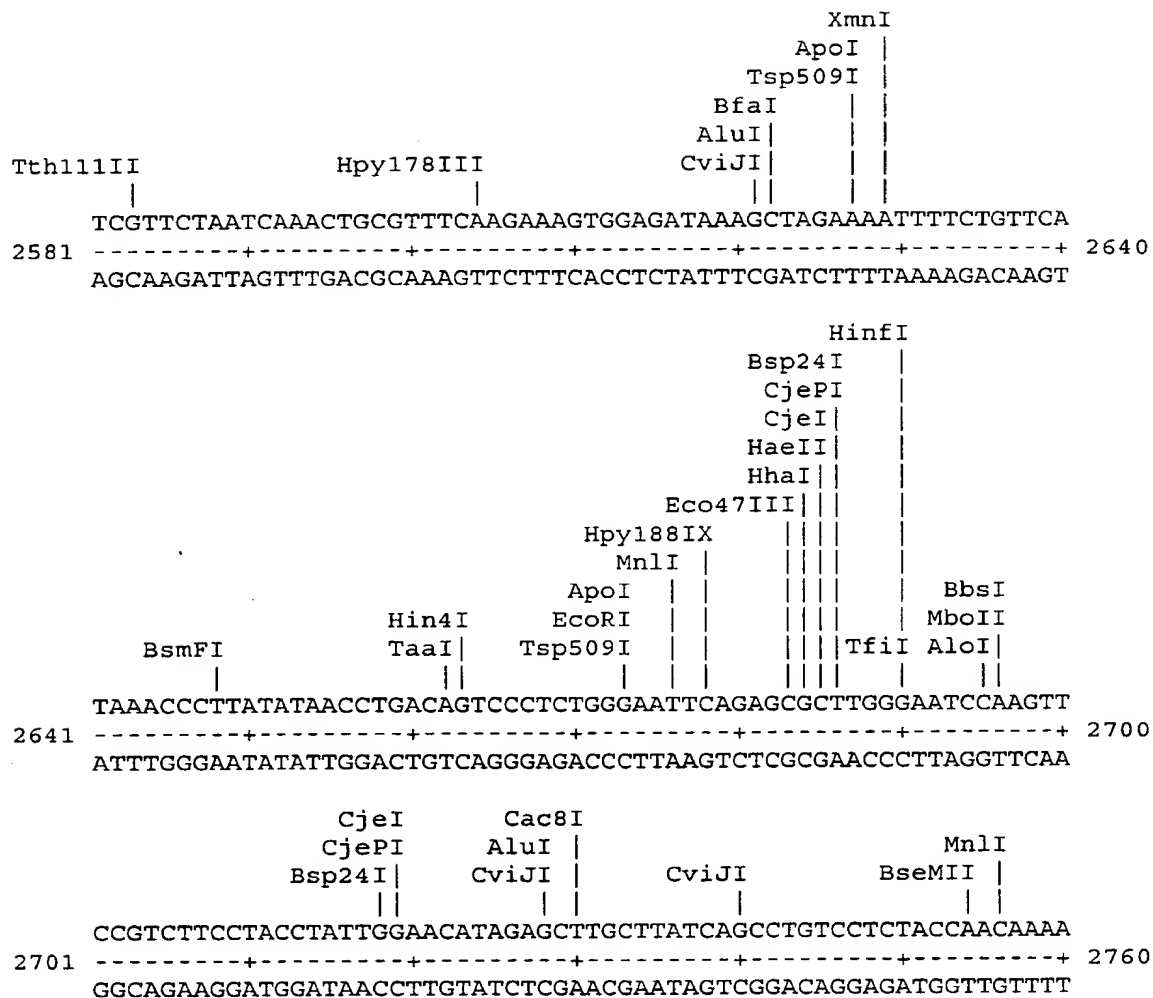 XmnI
ApoI |
Tsp509I | |
BfaI | |
AluI | | |
Tth111II Hpy178III CviJI | | |
| | | | | |
TCGTTCTAATCAAACTGCGTTTCAAGAAAGTGGAGATAAAGCTAGAAAATTTTCTGTTCA
2581 ---------+---------+---------+---------+---------+---------+ 2640
AGCAAGATTAGTTTGACGCAAAGTTCTTTCACCTCTATTTCGATCTTTTAAAAGACAAGT
HinfI
Bsp24I |
CjePI |
CjeI| |
HaeII| |
HhaI|| |
Eco47III ||| |
Hpy188IX |||| |
MnlI | |||| |
ApoI | | |||| | BbsI
Hin4I EcoRI | | |||| | MboII
BsmFI TaaI| Tsp509I | | |||| TfiI| AloI|
| || | | | |||| | ||
TAAACCCTTATATAACCTGACAGTCCCTCTGGGAATTCAGAGCGCTTGGGAATCCAAGTT
2641 ---------+---------+---------+---------+---------+---------+ 2700
ATTTGGGAATATATTGGACTGTCAGGGAGACCCTTAAGTCTCGCGAACCCTTAGGTTCAA
CjeI Cac8I
CjePI AluI | MnlI
Bsp24I| CviJI | CviJI BseMII |
|| | | | | |
CCGTCTTCCTACCTATTGGAACATAGAGCTTGCTTATCAGCCTGTCCTCTACCAACAAAA
2701 ---------+---------+---------+---------+---------+---------+ 2760
GGCAGAAGGATGGATAACCTTGTATCTCGAACGAATAGTCGGACAGGAGATGGTTGTTTT